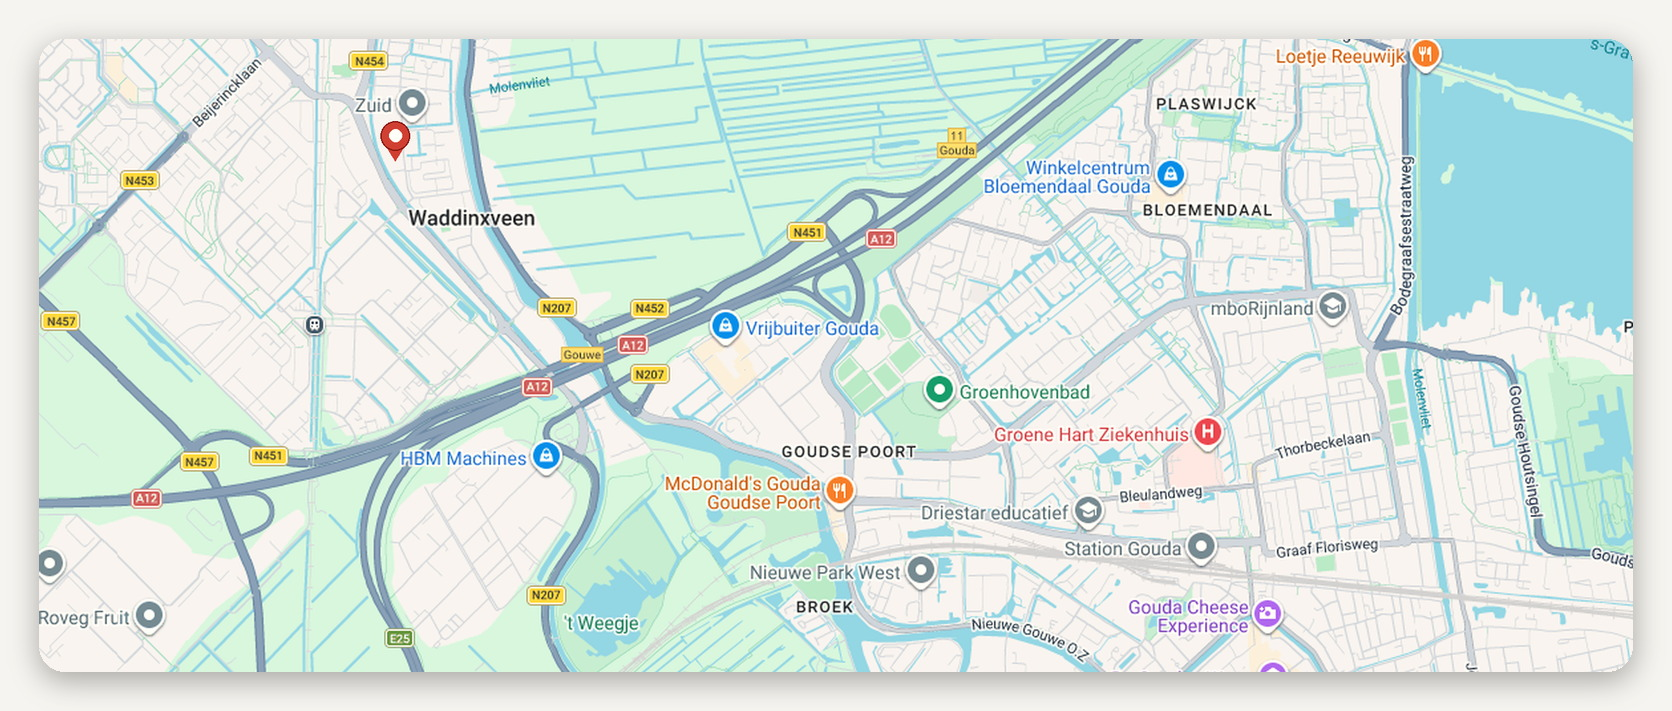 Loetje Reeuwijk
N454
Molenvliet
Zuid
Beijerincklaan
PLASWIJCK
11
Gouda
Winkelcentrum
Bloemendaal Gouda
N453
Waddinxveen
BLOEMENDAAL
N451
A12
Bodegraafsestraatweg
N207
N452
mboRijnland
N457
Vrijbuiter Gouda
A12
Gouwe
N207
A12
Groenhovenbad
Molenvliet
Goudse Houtsingel
Groene Hart Ziekenhuis
H
Thorbeckelaan
GOUDSE POORT
N451
N457
HBM Machines
McDonald's Gouda
Goudse Poort
Bleulandweg
A12
Driestar educatief
Station Gouda
Graaf Florisweg
Nieuwe Park West
N207
BROEK
't Weegje
Gouda Cheese
Experience
Roveg Fruit
Nieuwe Gouwe O.Z.
E25